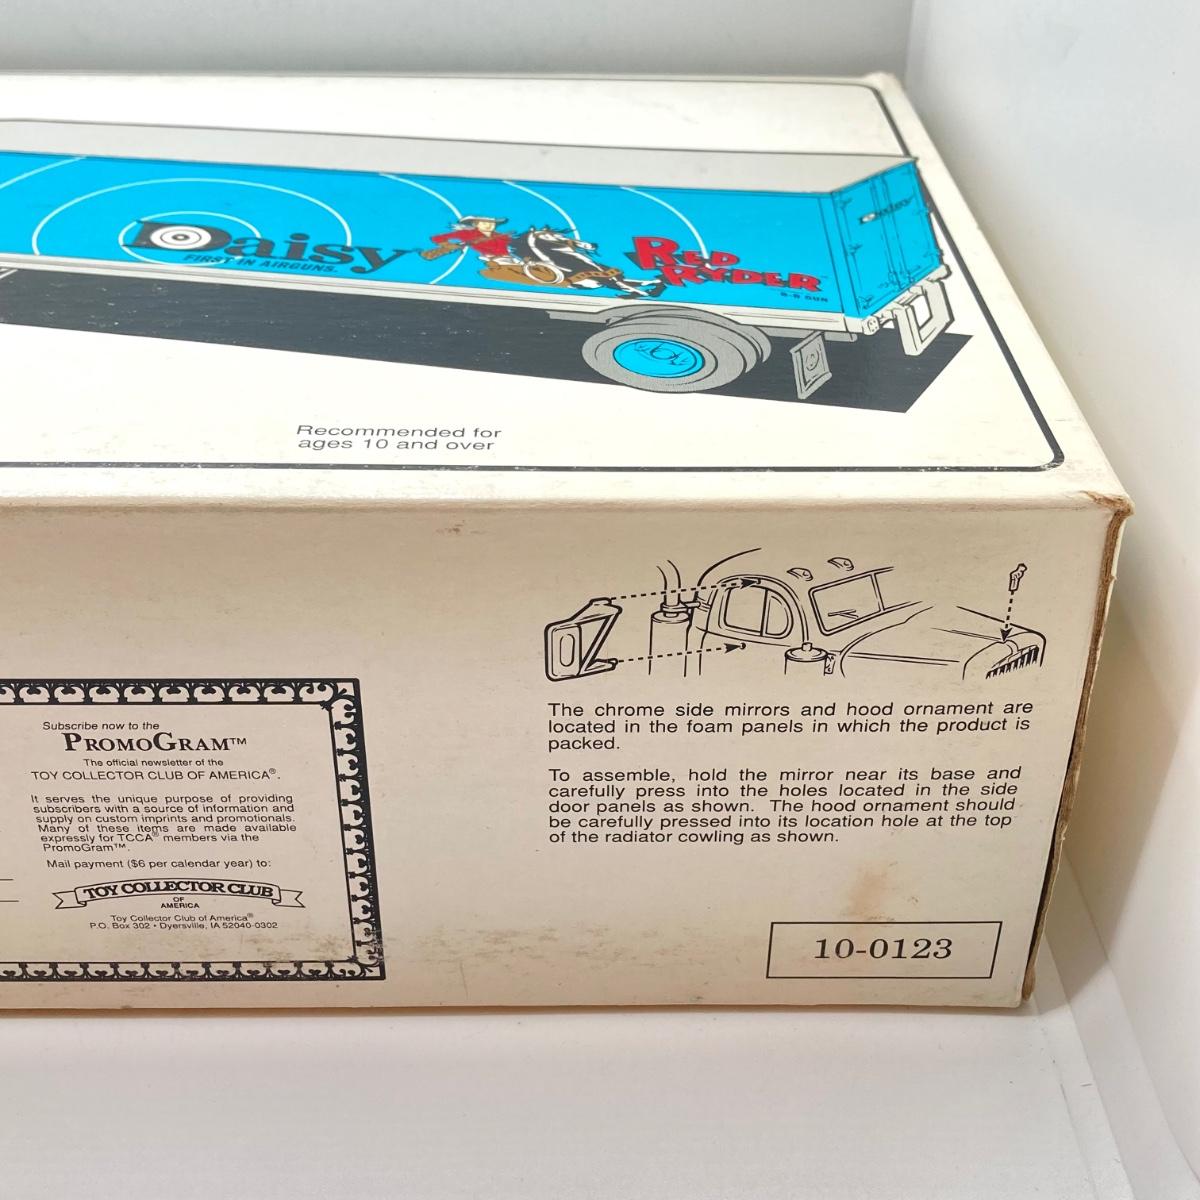 Daisy
FIRST IN AIRGUNS.
RED
RYDER
B-B GUN
Daisy
Recommended for
ages 10 and over
Subscribe now to the
PROMOGRAM™
The official newsletter of the
TOY COLLECTOR CLUB OF AMERICA®.
It serves the unique purpose of providing
subscribers with a source of information and
supply on custom imprints and promotionals.
Many of these items are made available
expressly for TCCA® members via the
PromoGram™.
Mail payment ($6 per calendar year) to:
TOY COLLECTOR CLUB
OF
AMERICA
Toy Collector Club of America®
P.O. Box 302 • Dyersville, IA 52040-0302
The chrome side mirrors and hood ornament are
located in the foam panels in which the product is
packed.
To assemble, hold the mirror near its base and
carefully press into the holes located in the side
door panels as shown. The hood ornament should
be carefully pressed into its location hole at the top
of the radiator cowling as shown.
10-0123